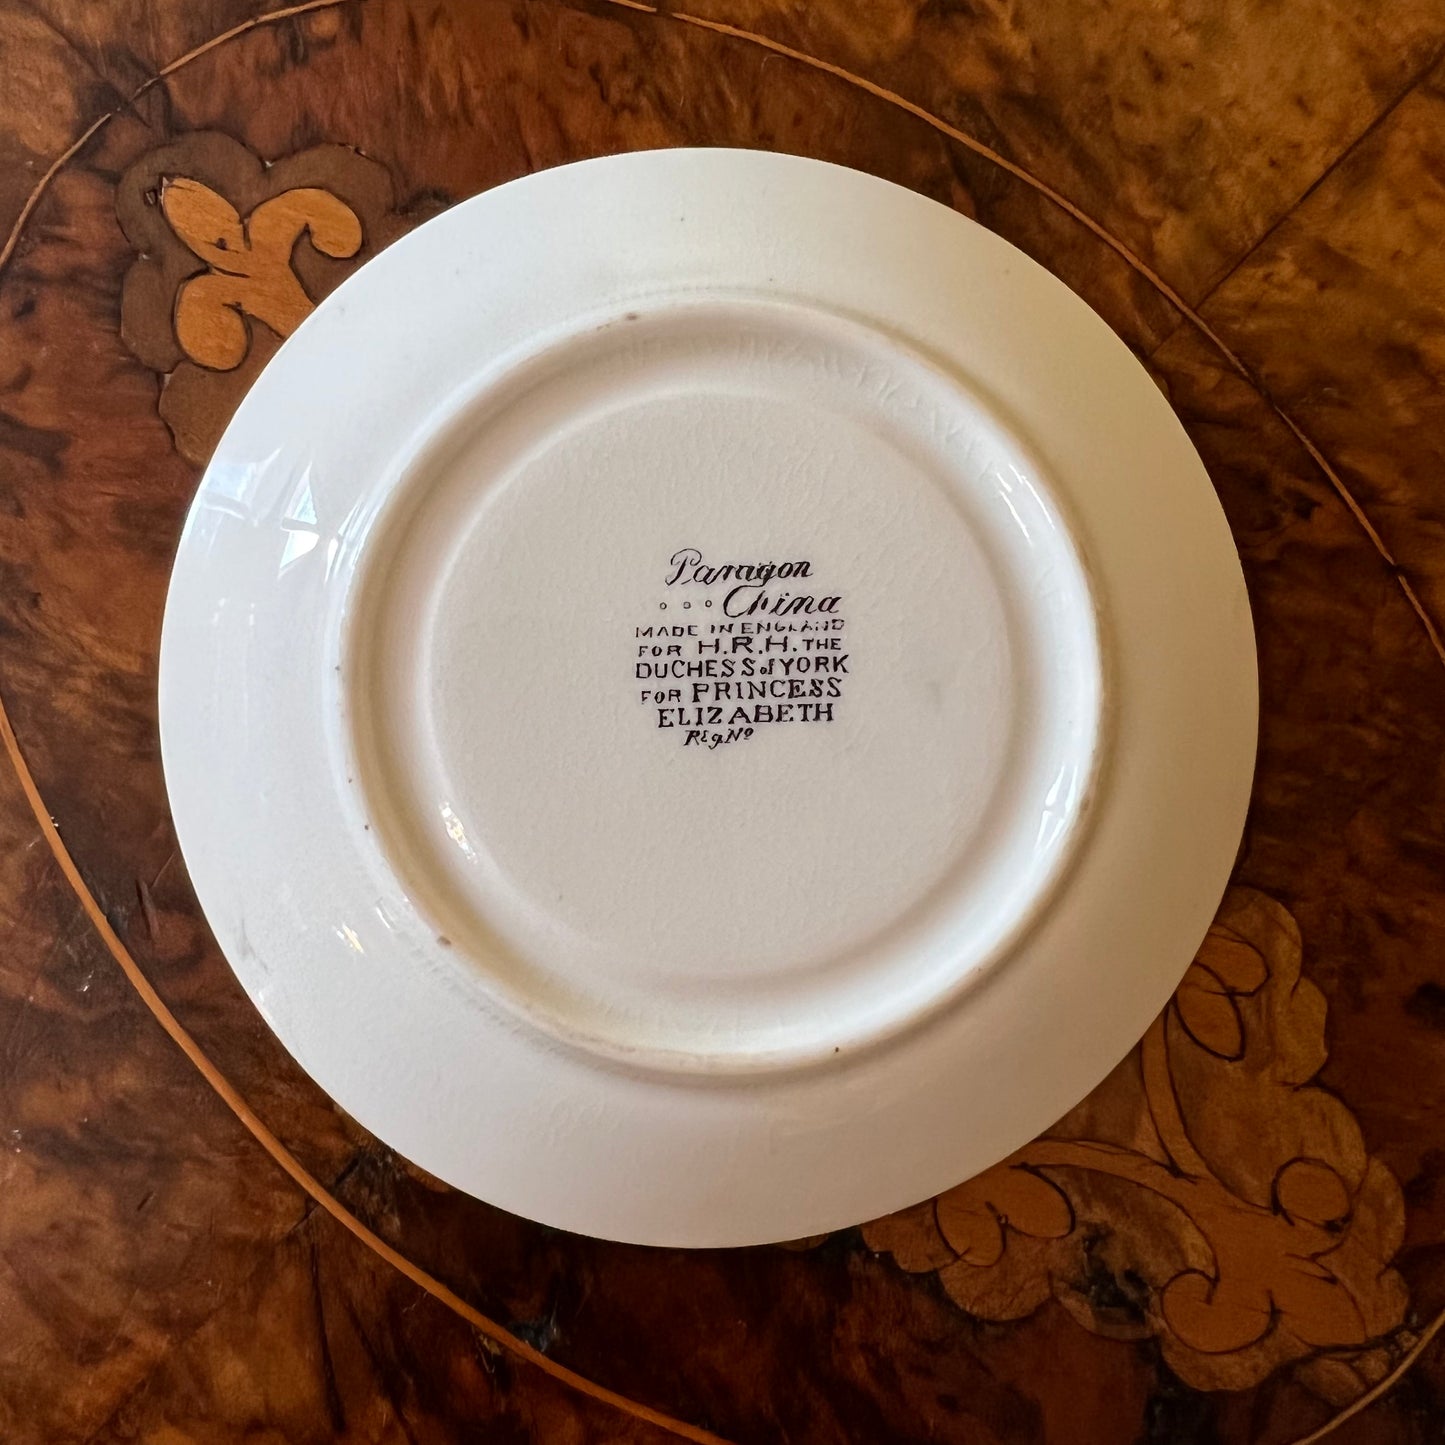 Paragon
... China
MADE IN ENGLAND
FOR H.R.H. THE
DUCHESS of YORK
FOR PRINCESS
ELIZABETH
Reg. Nº